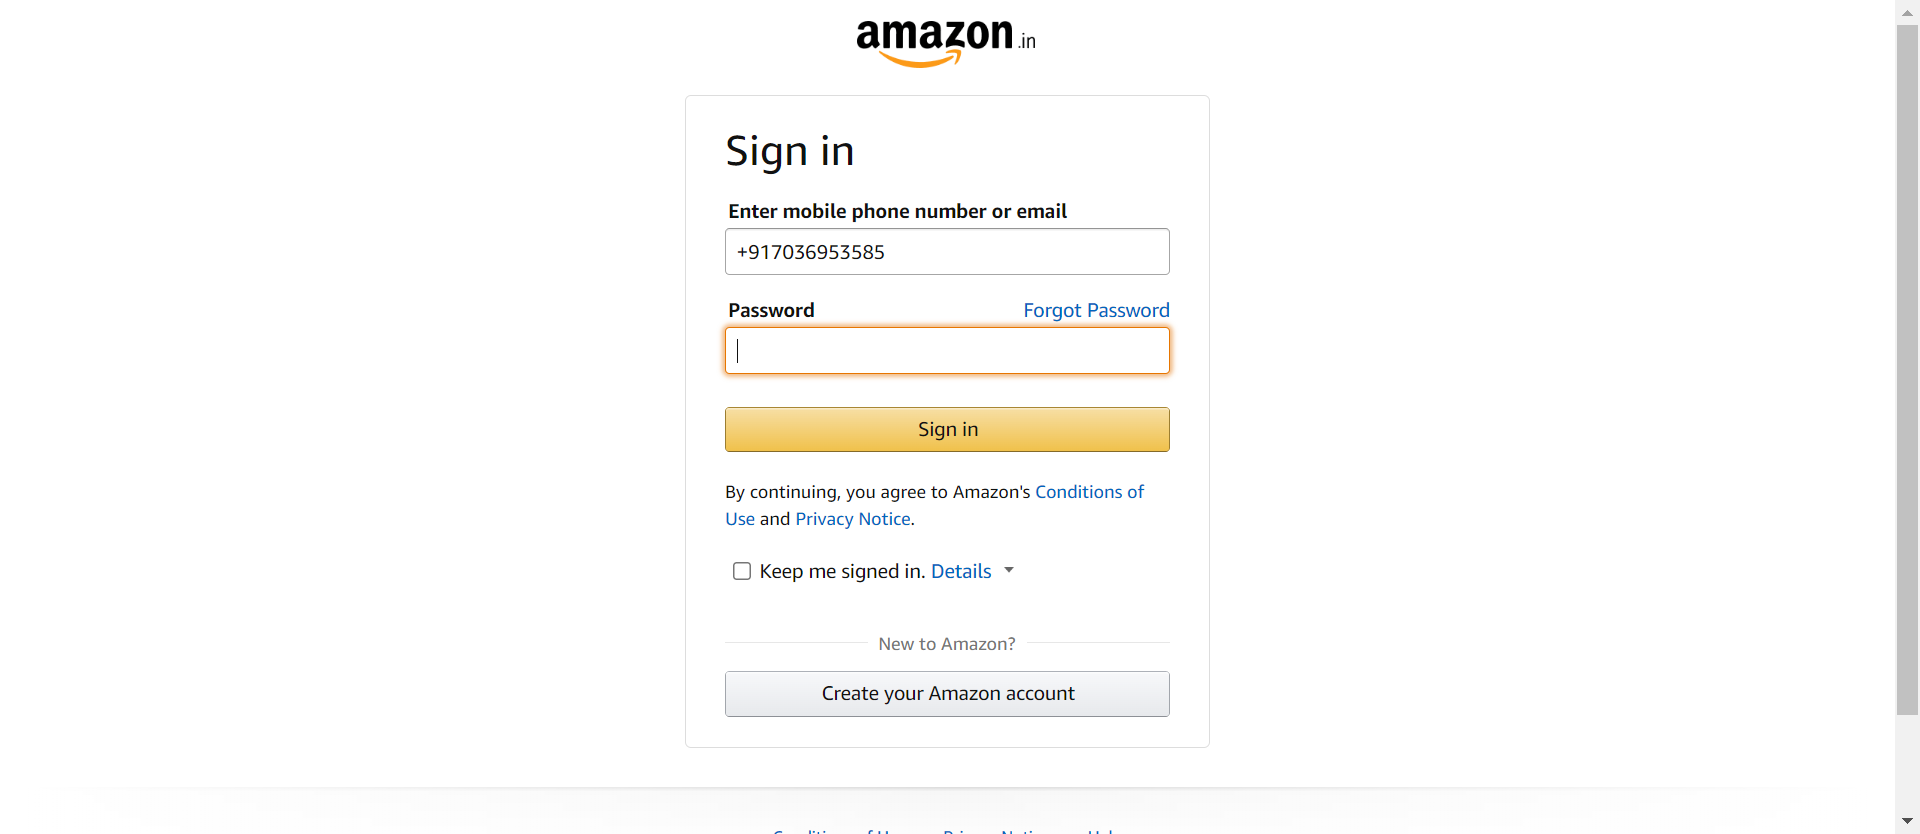 amazon.in
Sign in
Enter mobile phone number or email
+917036953585
Password Forgot Password
Sign in
By continuing, you agree to Amazon's Conditions of
Use and Privacy Notice.
Keep me signed in. Details
New to Amazon?
Create your Amazon account